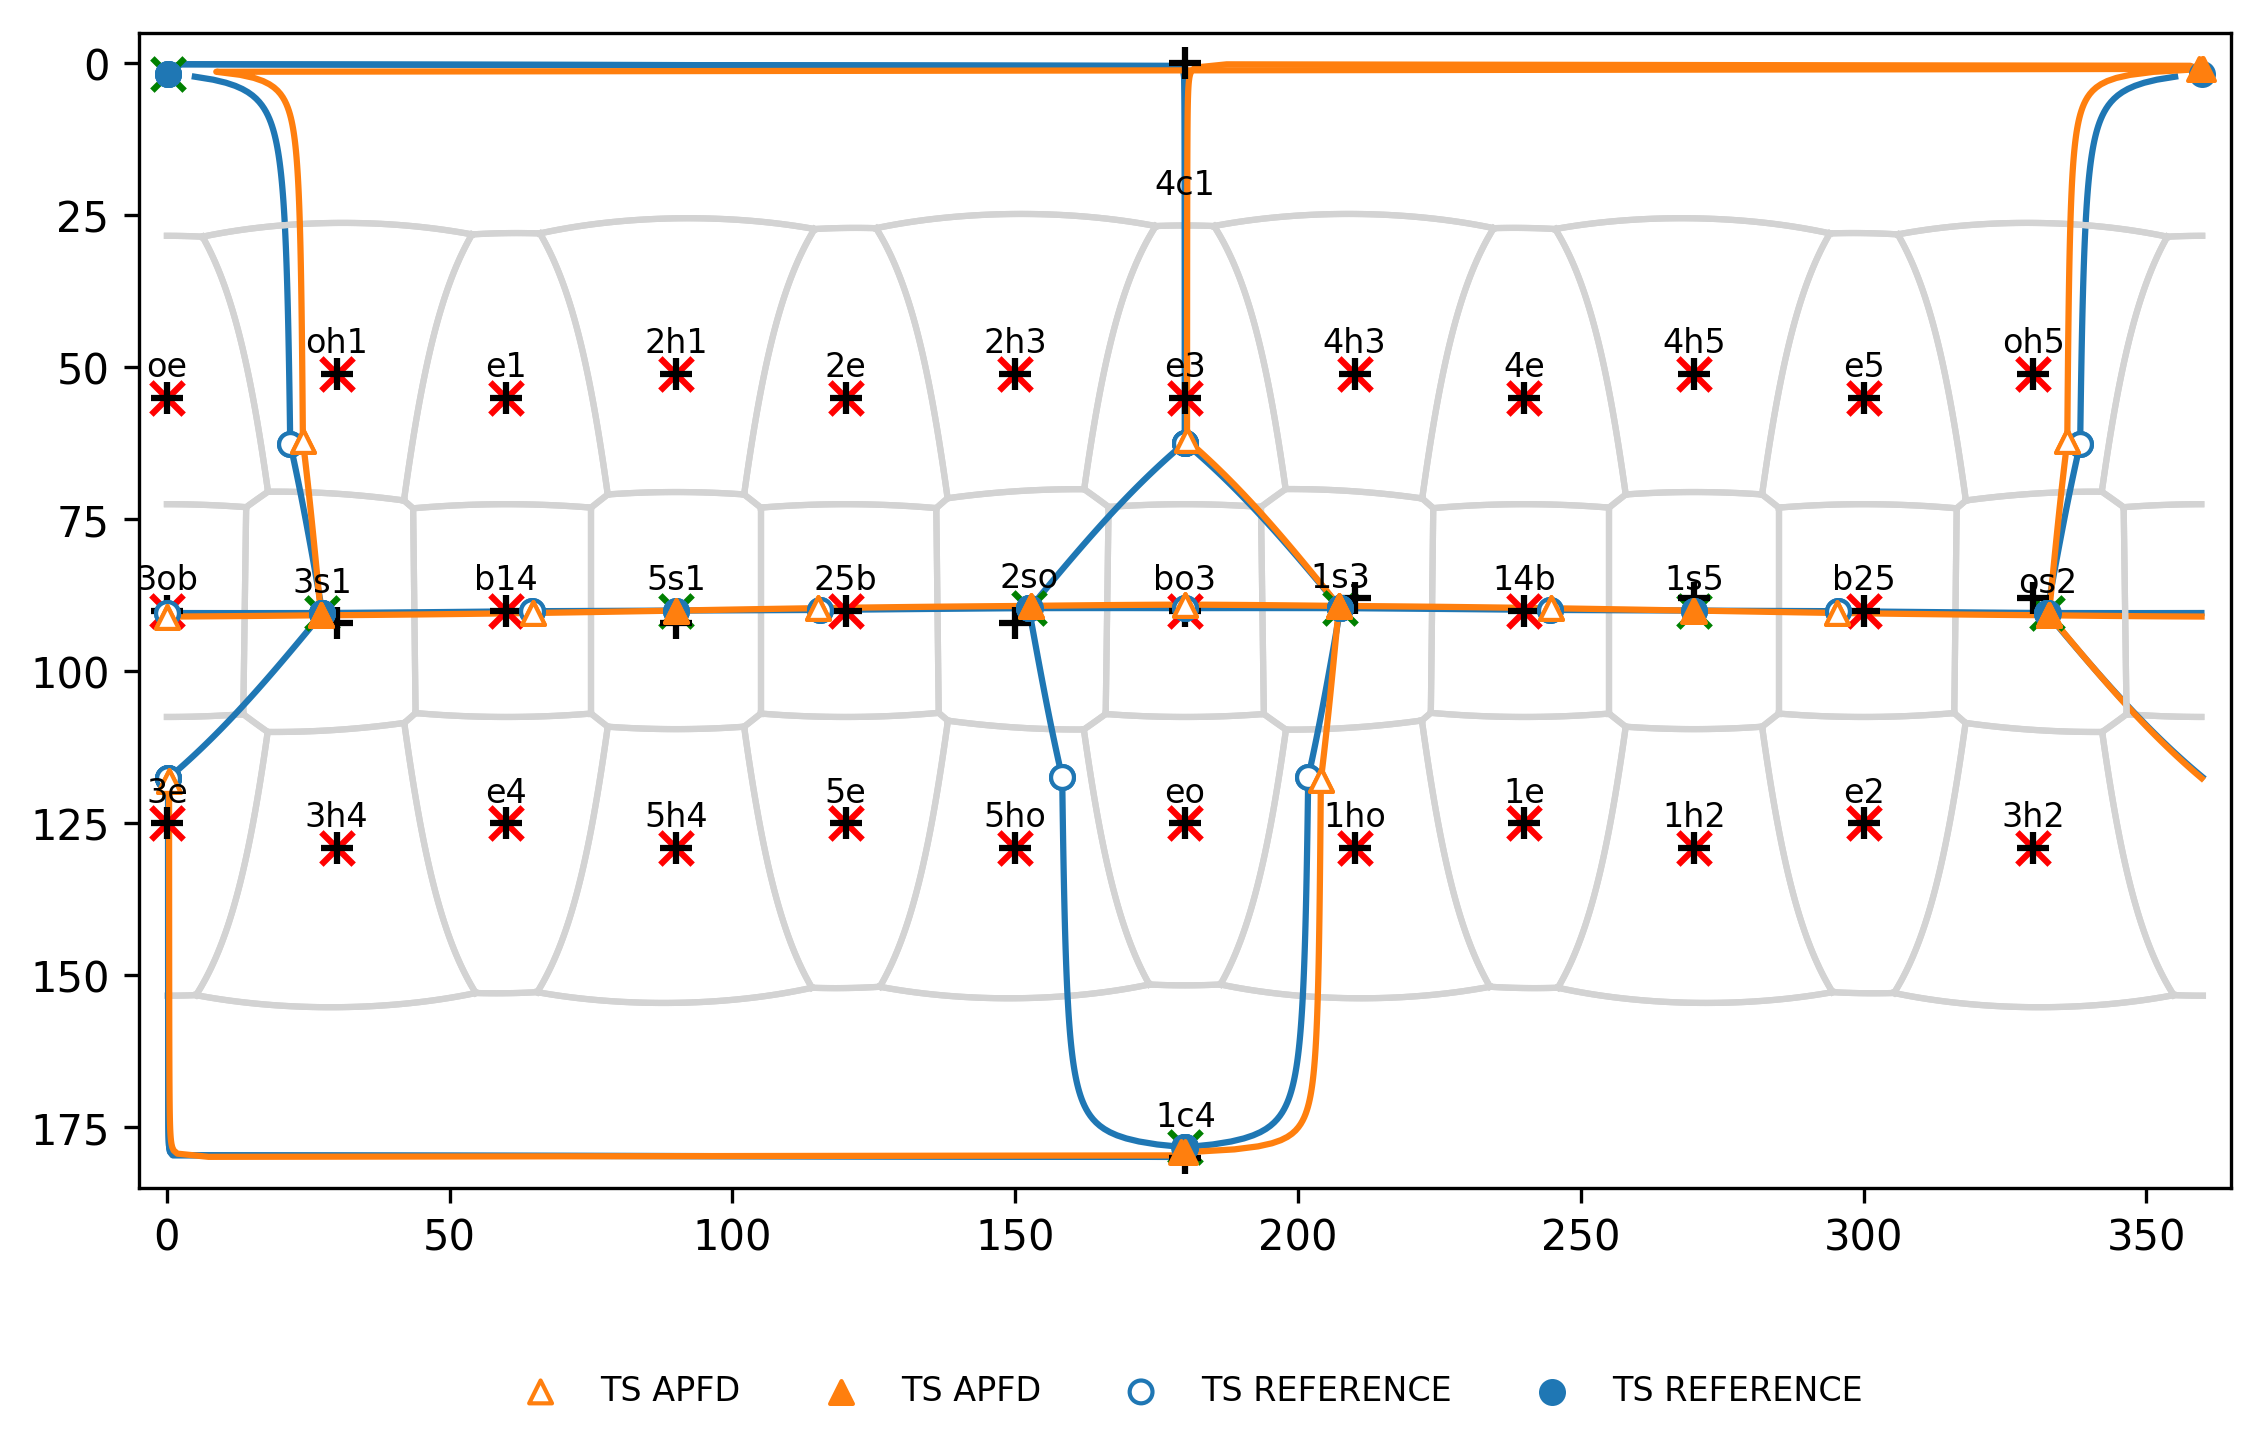 0
4c1
25
oh1 2h1 2h3 4h3 4h5 oh5
oe e1 2e e3 4e e5
50
75
3ob 3s1 b14 5s1 25b 2so bo3 1s3 14b 1s5 b25 os2
100
3e e4 5e eo 1e e2
125
3h4 5h4 5ho 1ho 1h2 3h2
150
1c4
175
0 50 100 150 200 250 300 350
TS APFD TS APFD TS REFERENCE TS REFERENCE